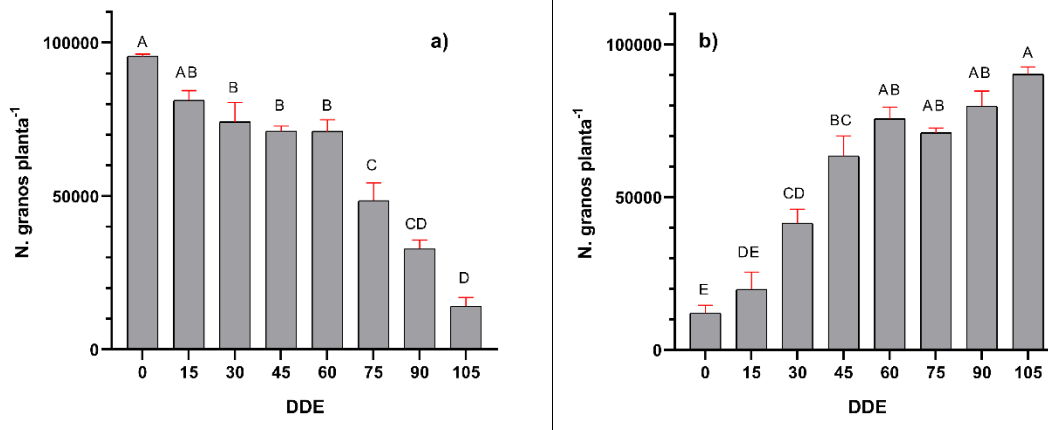 a)
N. granos planta⁻¹
100000
50000
0
A
AB
B
B
B
C
CD
D
0 15 30 45 60 75 90 105
DDE
b)
N. granos planta⁻¹
100000
50000
0
E
DE
CD
BC
AB
AB
AB
A
0 15 30 45 60 75 90 105
DDE